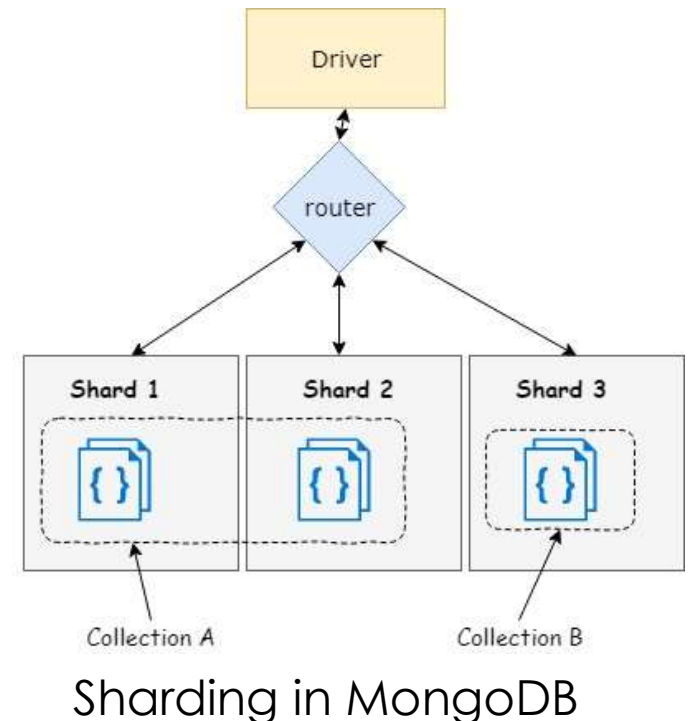 Driver
router
Shard 1
Shard 2
Shard 3
{ }
{ }
{ }
Collection A
Collection B
Sharding in MongoDB